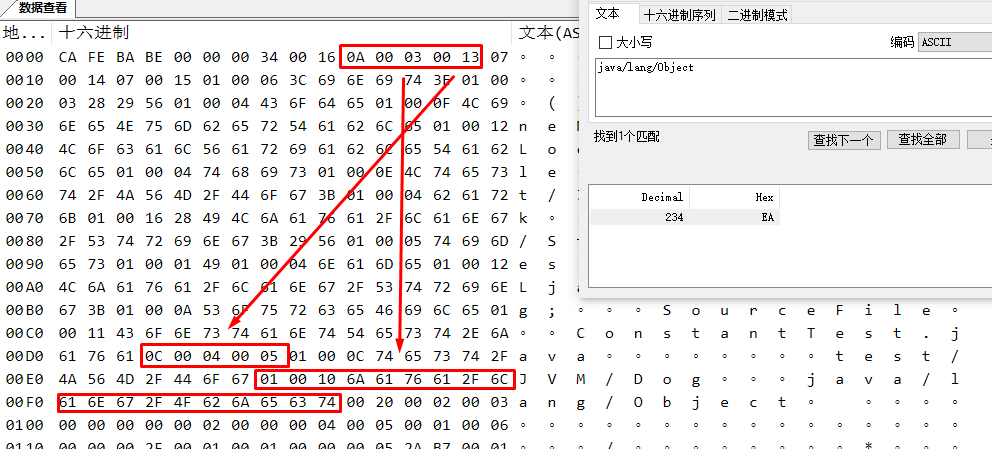 数据查看
地... 十六进制 文本(AS
0000 CA FE BA BE 00 00 00 34 00 16 0A 00 03 00 13 07
0010 00 14 07 00 15 01 00 06 3C 69 6E 69 74 3E 01 00
0020 03 28 29 56 01 00 04 43 6F 64 65 01 00 0F 4C 69 (
0030 6E 65 4E 75 6D 62 65 72 54 61 62 6C 65 01 00 12 n e
0040 4C 6F 63 61 6C 56 61 72 69 61 62 6C 65 54 61 62 L o
0050 6C 65 01 00 04 74 68 69 73 01 00 0E 4C 74 65 73 l e
0060 74 2F 4A 56 4D 2F 44 6F 67 3B 01 00 04 62 61 72 t /
0070 6B 01 00 16 28 49 4C 6A 61 76 61 2F 6C 61 6E 67 k
0080 2F 53 74 72 69 6E 67 3B 29 56 01 00 05 74 69 6D / S
0090 65 73 01 00 01 49 01 00 04 6E 61 6D 65 01 00 12 e s
00A0 4C 6A 61 76 61 2F 6C 61 6E 67 2F 53 74 72 69 6E L j
00B0 67 3B 01 00 0A 53 6F 75 72 63 65 46 69 6C 65 01 g ; S o u r c e F i l e
00C0 00 11 43 6F 6E 73 74 61 6E 74 54 65 73 74 2E 6A C o n s t a n t T e s t . j
00D0 61 76 61 0C 00 04 00 05 01 00 0C 74 65 73 74 2F a v a t e s t /
00E0 4A 56 4D 2F 44 6F 67 01 00 10 6A 61 76 61 2F 6C J V M / D o g j a v a / l
00F0 61 6E 67 2F 4F 62 6A 65 63 74 00 20 00 02 00 03 a n g / O b j e c t
0100 00 00 00 00 00 02 00 00 00 04 00 05 00 01 00 06
0110 00 00 00 2F 00 01 00 01 00 00 00 05 2A B7 00 01 / *
文本 十六进制序列 二进制模式
大小写 编码 ASCII
java/lang/Object
找到1个匹配 查找下一个 查找全部
Decimal Hex
234 EA